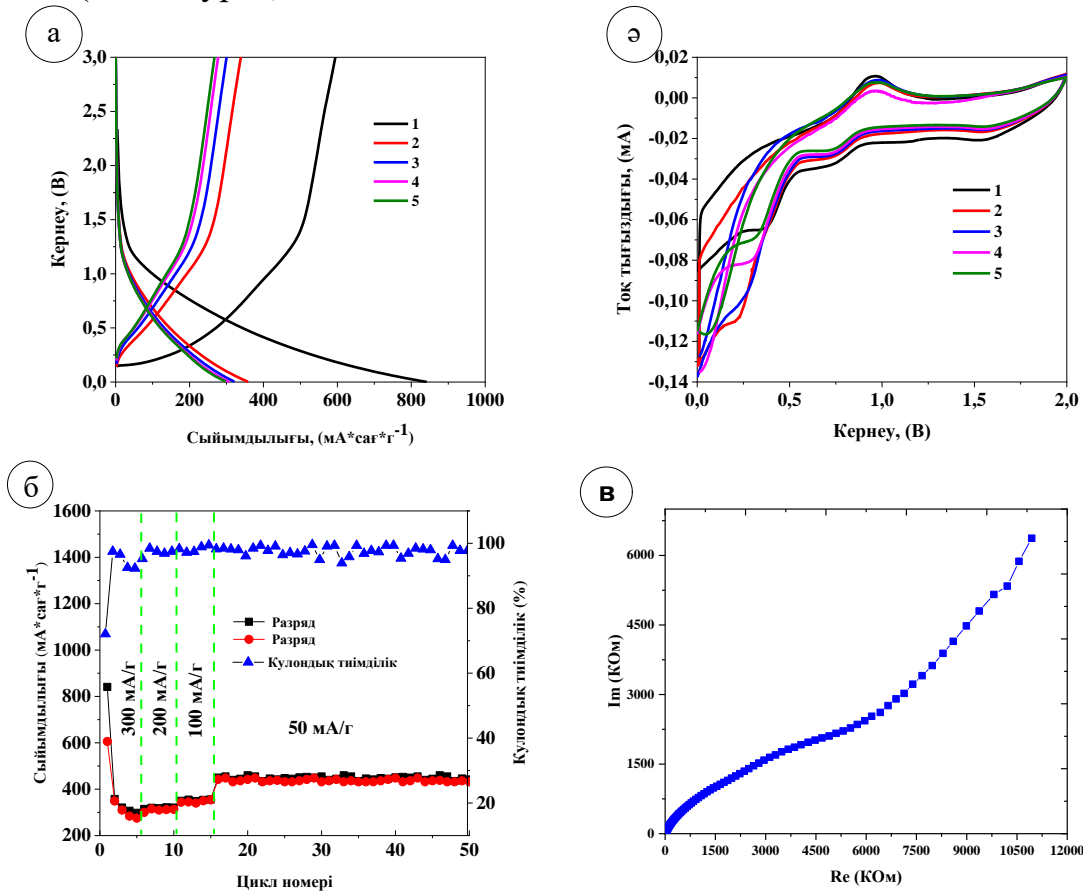 а
3,0
2,5
2,0
1,5
1,0
0,5
0,0
0 200 400 600 800 1000
Кернеу, (В)
Сыйымдылығы, (мА*сағ*г⁻¹)
1
2
3
4
5
ә
0,02
0,00
-0,02
-0,04
-0,06
-0,08
-0,10
-0,12
-0,14
0,0 0,5 1,0 1,5 2,0
Тоқ тығыздығы, (мА)
Кернеу, (В)
1
2
3
4
5
б
1600
1400
1200
1000
800
600
400
200
0 10 20 30 40 50
100
80
60
40
20
Сыйымдылығы (мА*сағ*г⁻¹)
Кулондық тиімділік (%)
Цикл номері
Разряд
Разряд
Кулондық тиімділік
300 мА/г
200 мА/г
100 мА/г
50 мА/г
в
6000
4500
3000
1500
0
0 1500 3000 4500 6000 7500 9000 10500 12000
Im (КОм)
Re (КОм)